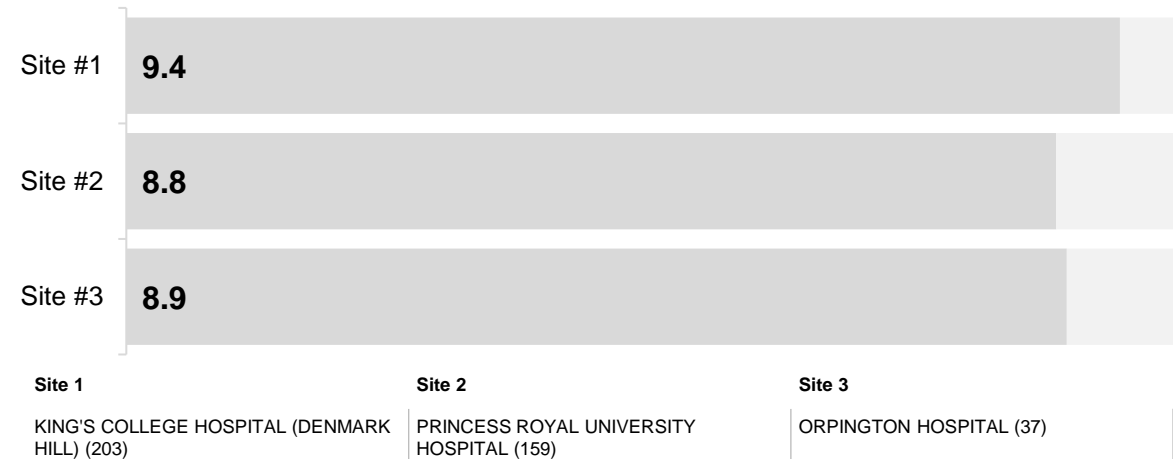 Site #1
9.4
Site #2
8.8
Site #3
8.9
Site 1
Site 2
Site 3
KING'S COLLEGE HOSPITAL (DENMARK
HILL) (203)
PRINCESS ROYAL UNIVERSITY
HOSPITAL (159)
ORPINGTON HOSPITAL (37)